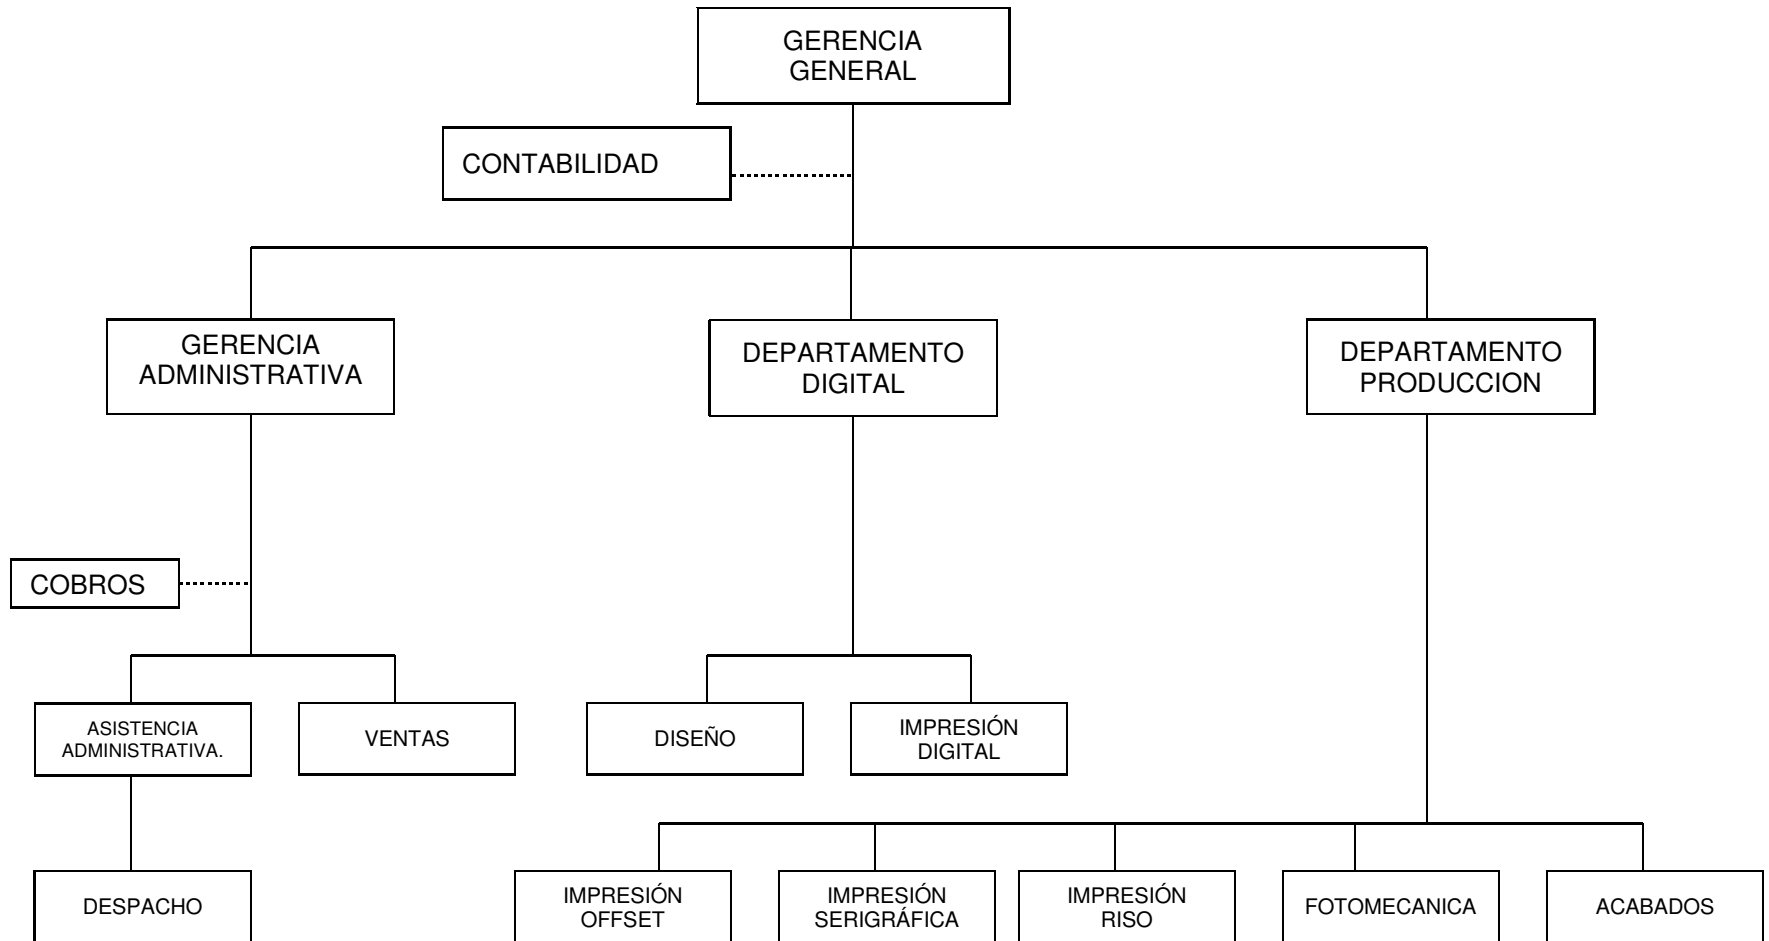 GERENCIA
GENERAL
CONTABILIDAD
GERENCIA
ADMINISTRATIVA
DEPARTAMENTO
DIGITAL
DEPARTAMENTO
PRODUCCION
COBROS
ASISTENCIA
ADMINISTRATIVA.
VENTAS
DISEÑO
IMPRESIÓN
DIGITAL
DESPACHO
IMPRESIÓN
OFFSET
IMPRESIÓN
SERIGRÁFICA
IMPRESIÓN
RISO
FOTOMECANICA
ACABADOS